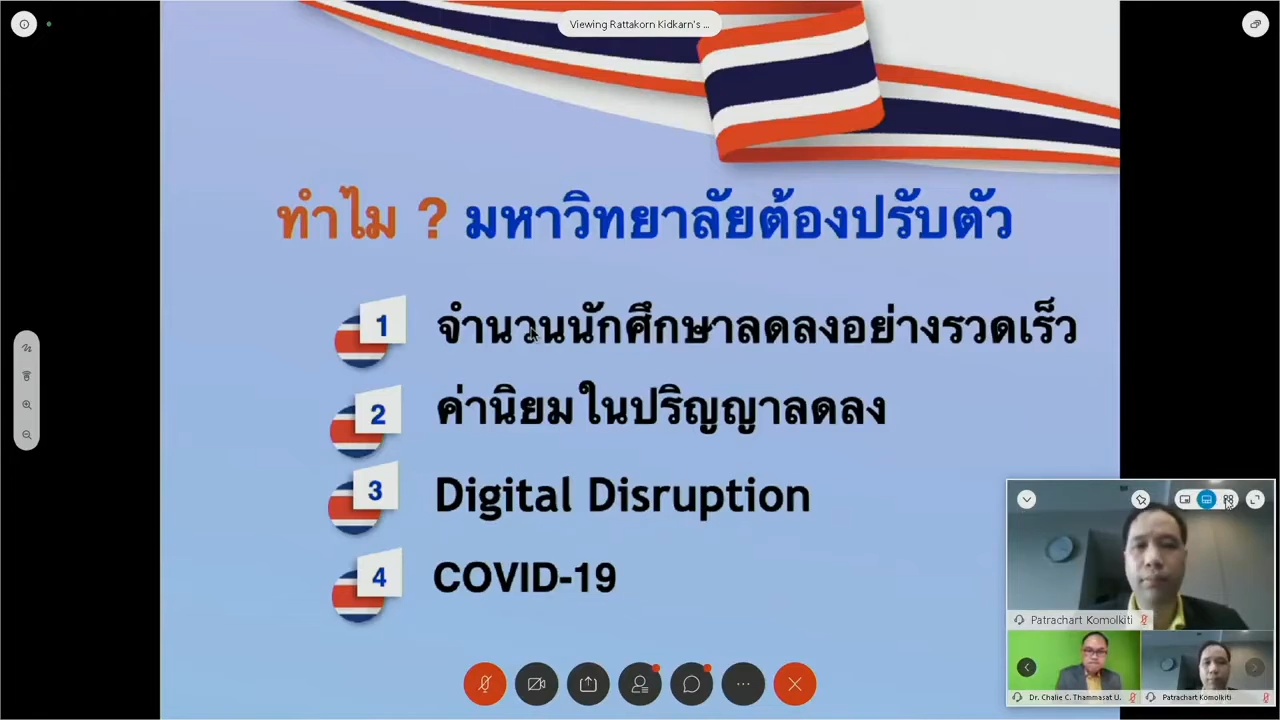 Viewing Rattakorn Kidkarn's ...
ทำไม ? มหาวิทยาลัยต้องปรับตัว
1 จำนวนนักศึกษาลดลงอย่างรวดเร็ว
2 ค่านิยมในปริญญาลดลง
3 Digital Disruption
4 COVID-19
Patrachart Komolkiti
Dr. Chalie C. Thammasat U.
Patrachart Komolkiti